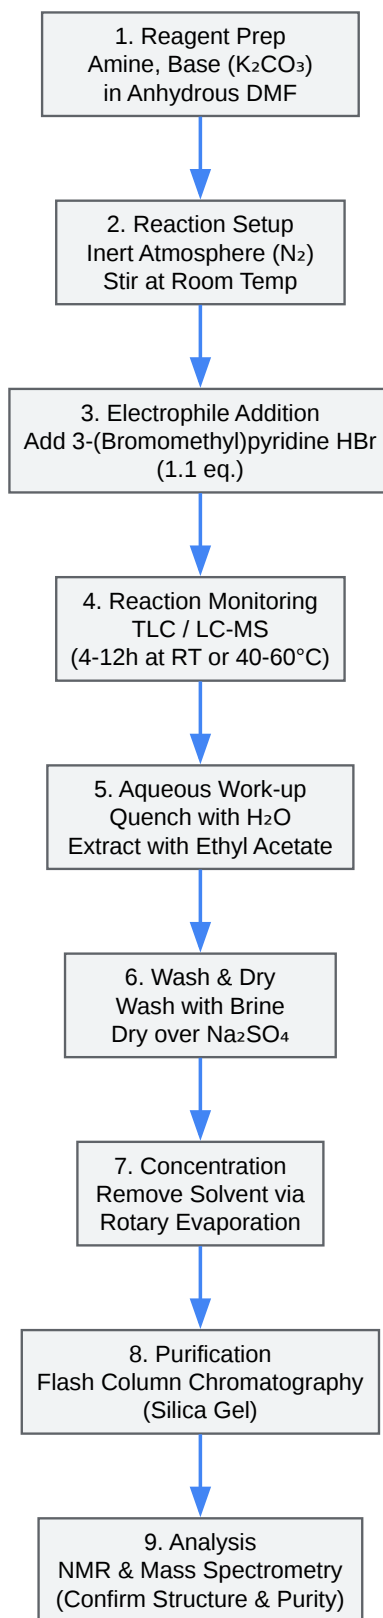 1. Reagent Prep
Amine, Base (K₂CO₃)
in Anhydrous DMF
2. Reaction Setup
Inert Atmosphere (N₂)
Stir at Room Temp
3. Electrophile Addition
Add 3-(Bromomethyl)pyridine HBr
(1.1 eq.)
4. Reaction Monitoring
TLC / LC-MS
(4-12h at RT or 40-60°C)
5. Aqueous Work-up
Quench with H₂O
Extract with Ethyl Acetate
6. Wash & Dry
Wash with Brine
Dry over Na₂SO₄
7. Concentration
Remove Solvent via
Rotary Evaporation
8. Purification
Flash Column Chromatography
(Silica Gel)
9. Analysis
NMR & Mass Spectrometry
(Confirm Structure & Purity)